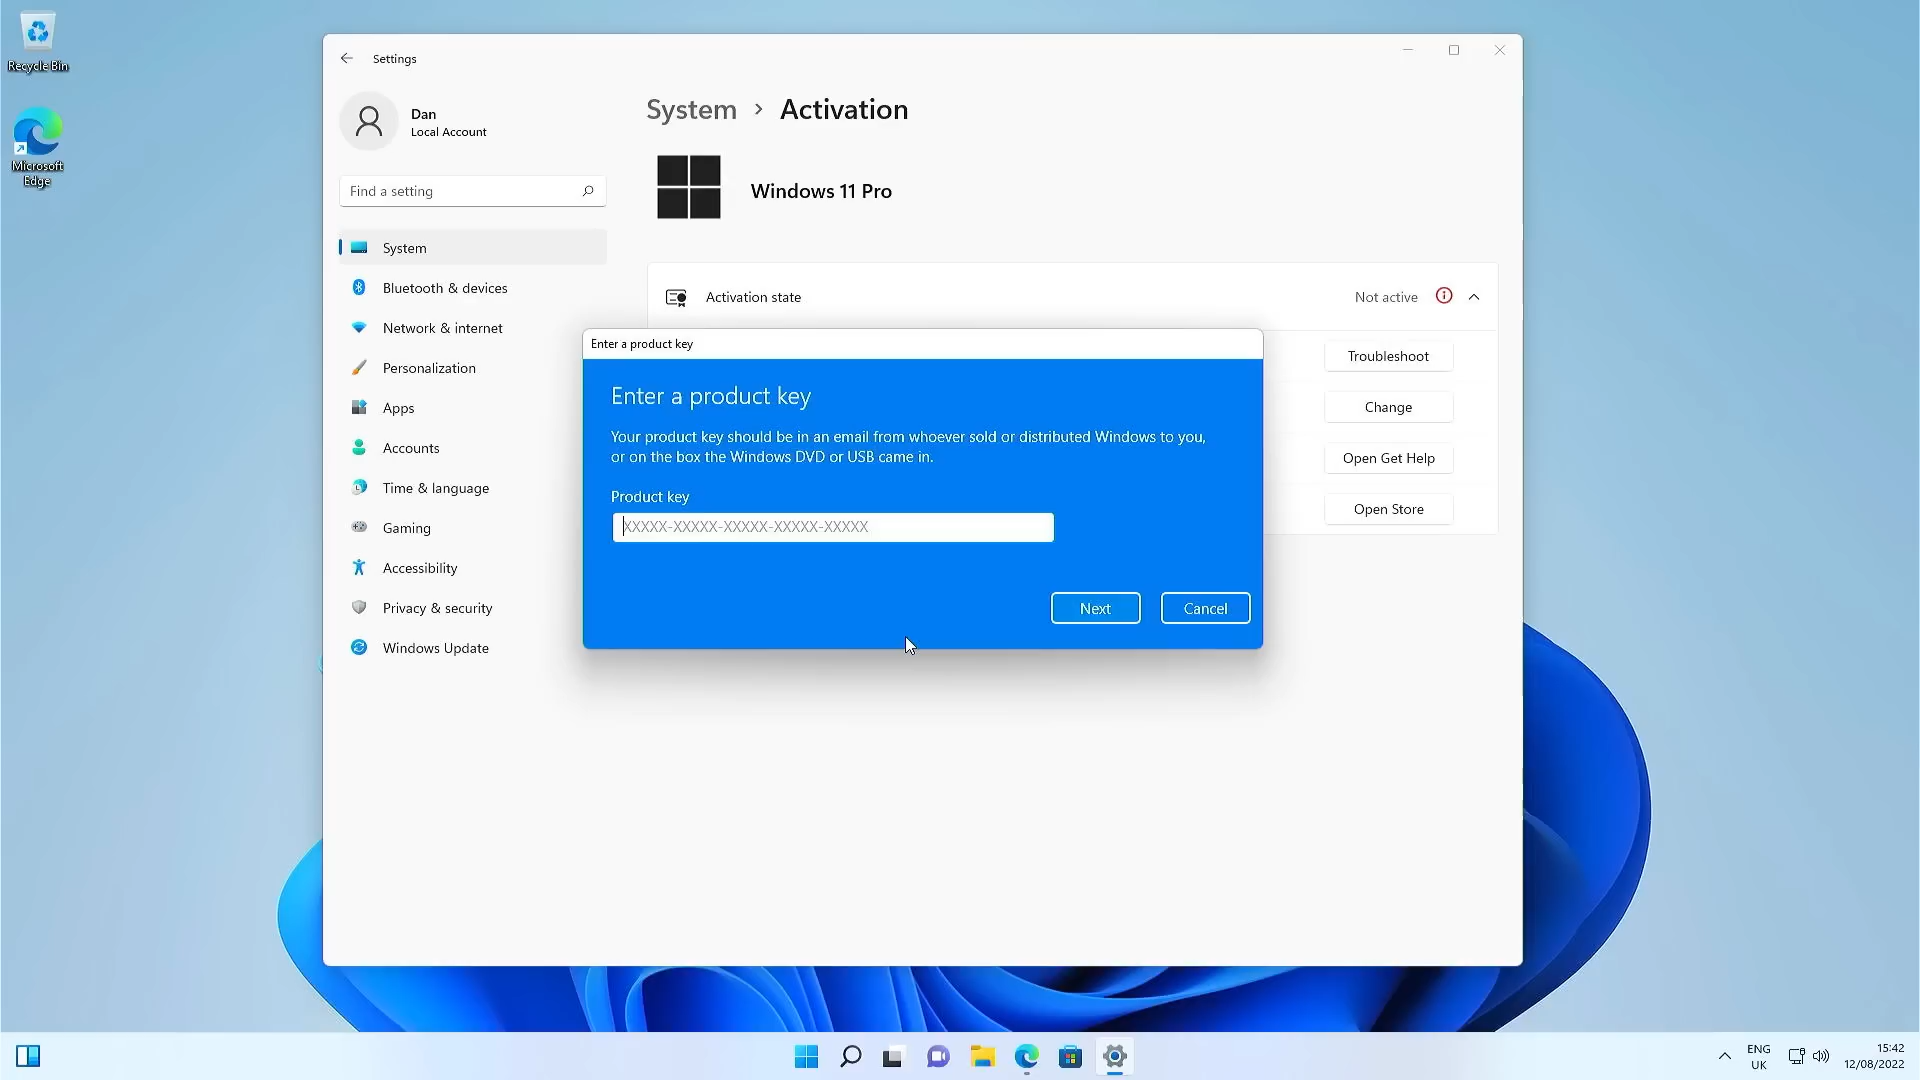 Recycle Bin
Microsoft
Edge
Settings
Dan
Local Account
Find a setting
System
Bluetooth & devices
Network & internet
Personalization
Apps
Accounts
Time & language
Gaming
Accessibility
Privacy & security
Windows Update
System > Activation
Windows 11 Pro
Activation state
Not active
Troubleshoot
Change
Open Get Help
Open Store
Enter a product key
Enter a product key
Your product key should be in an email from whoever sold or distributed Windows to you,
or on the box the Windows DVD or USB came in.
Product key
XXXXX-XXXXX-XXXXX-XXXXX-XXXXX
Next
Cancel
ENG
UK
15:42
12/08/2022